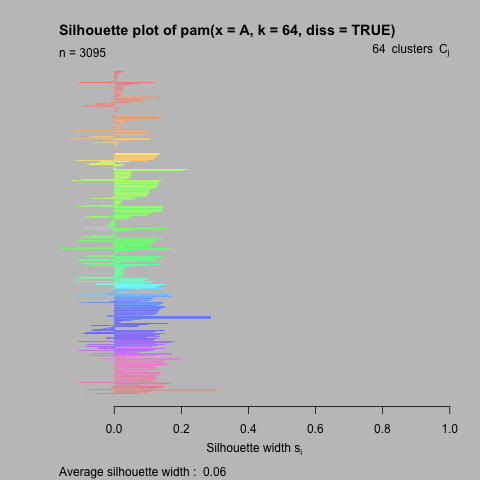 Silhouette plot of pam(x = A, k = 64, diss = TRUE)
n = 3095
64 clusters Cj
0.0 0.2 0.4 0.6 0.8 1.0
Silhouette width si
Average silhouette width : 0.06